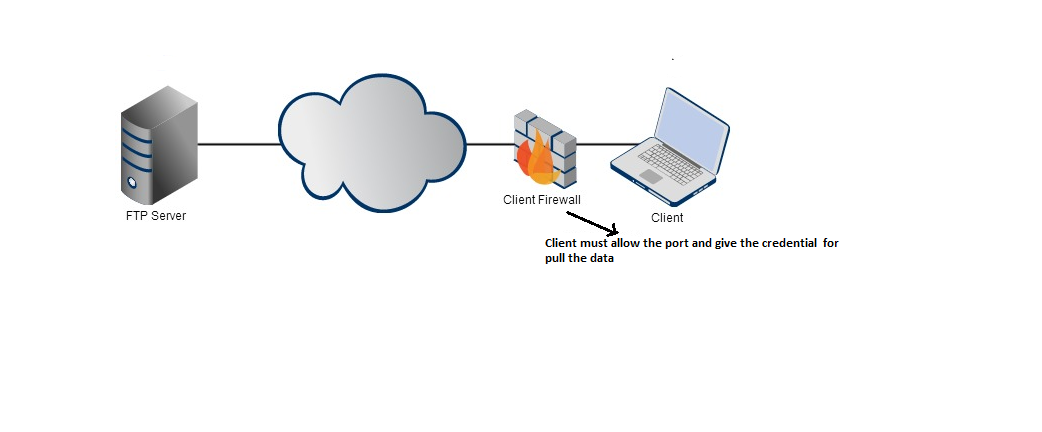 FTP Server
Client Firewall
Client
Client must allow the port and give the credential for
pull the data